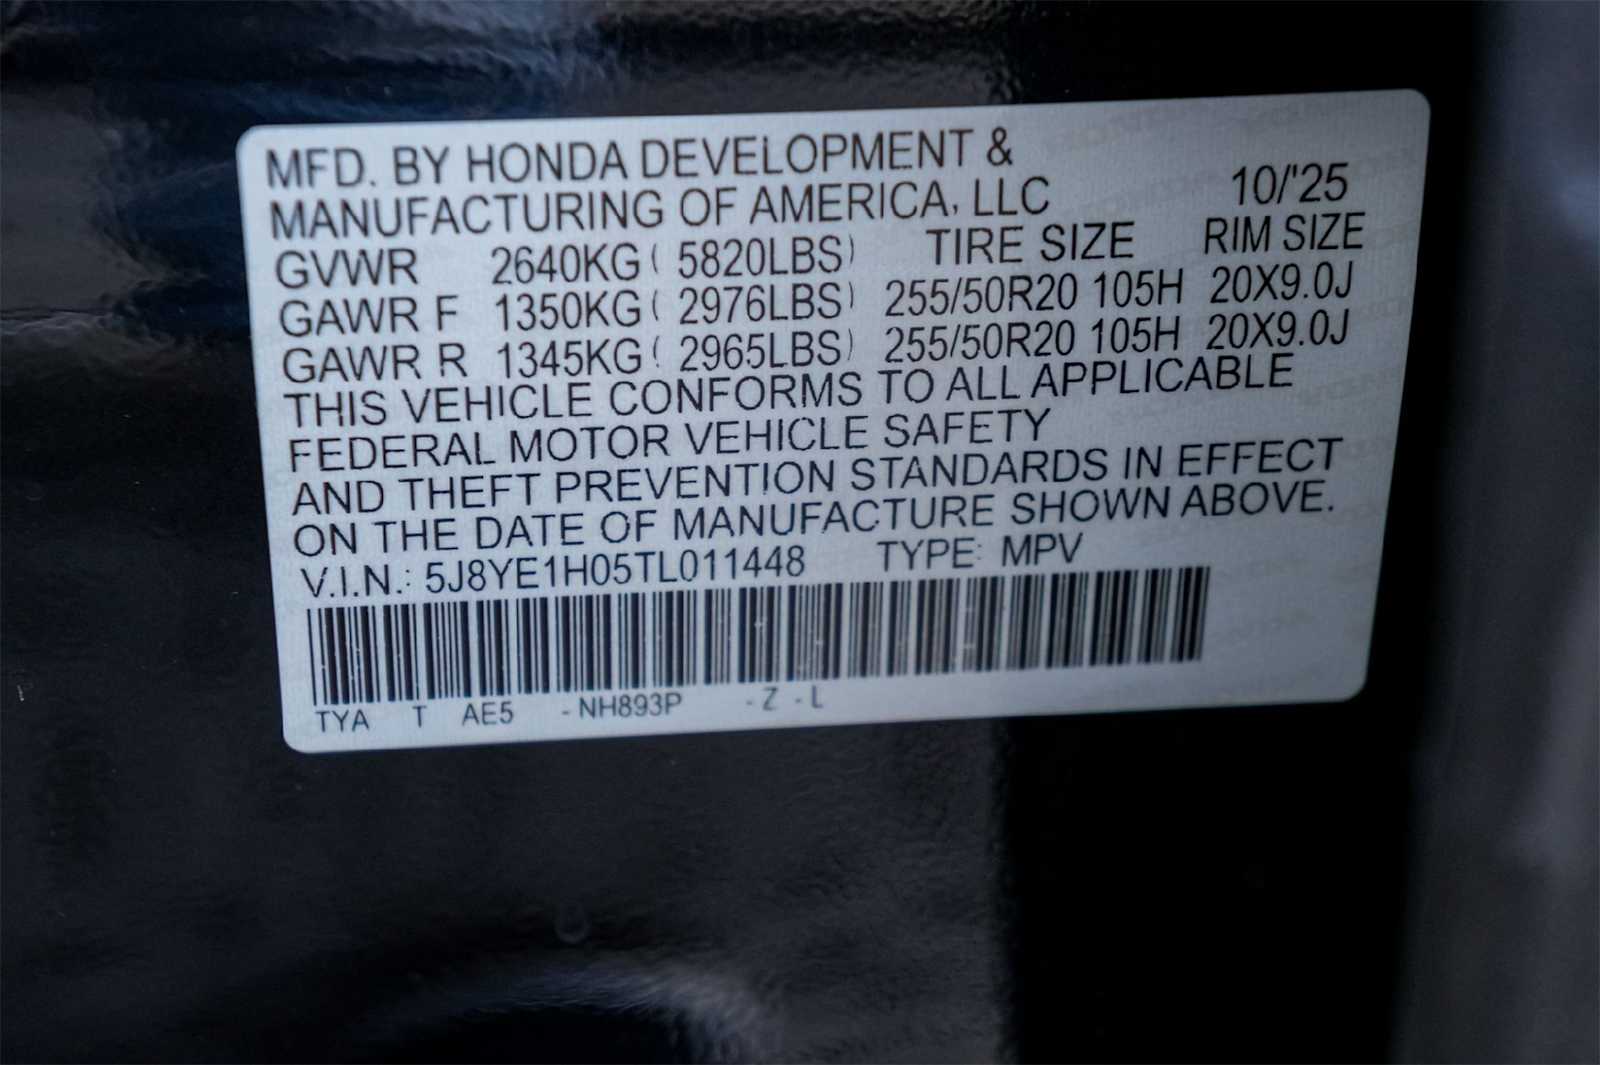 MFD. BY HONDA DEVELOPMENT &
MANUFACTURING OF AMERICA, LLC 10/'25
GVWR 2640KG ( 5820LBS) TIRE SIZE RIM SIZE
GAWR F 1350KG ( 2976LBS) 255/50R20 105H 20X9.0J
GAWR R 1345KG ( 2965LBS) 255/50R20 105H 20X9.0J
THIS VEHICLE CONFORMS TO ALL APPLICABLE
FEDERAL MOTOR VEHICLE SAFETY
AND THEFT PREVENTION STANDARDS IN EFFECT
ON THE DATE OF MANUFACTURE SHOWN ABOVE.
V.I.N.: 5J8YE1H05TL011448 TYPE: MPV
TYA T AE5 - NH893P - Z - L